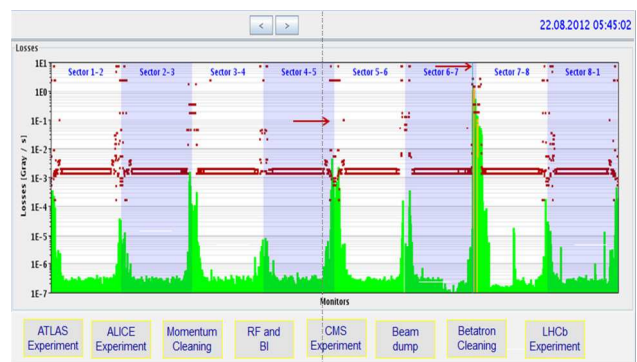 < >
22.08.2012 05:45:02
Losses
Sector 1-2 Sector 2-3 Sector 3-4 Sector 4-5 Sector 5-6 Sector 6-7 Sector 7-8 Sector 8-1
Losses [Gray / s]
1E1
1E0
1E-1
1E-2
1E-3
1E-4
1E-5
1E-6
1E-7
Monitors
ATLAS Experiment
ALICE Experiment
Momentum Cleaning
RF and BI
CMS Experiment
Beam dump
Betatron Cleaning
LHCb Experiment